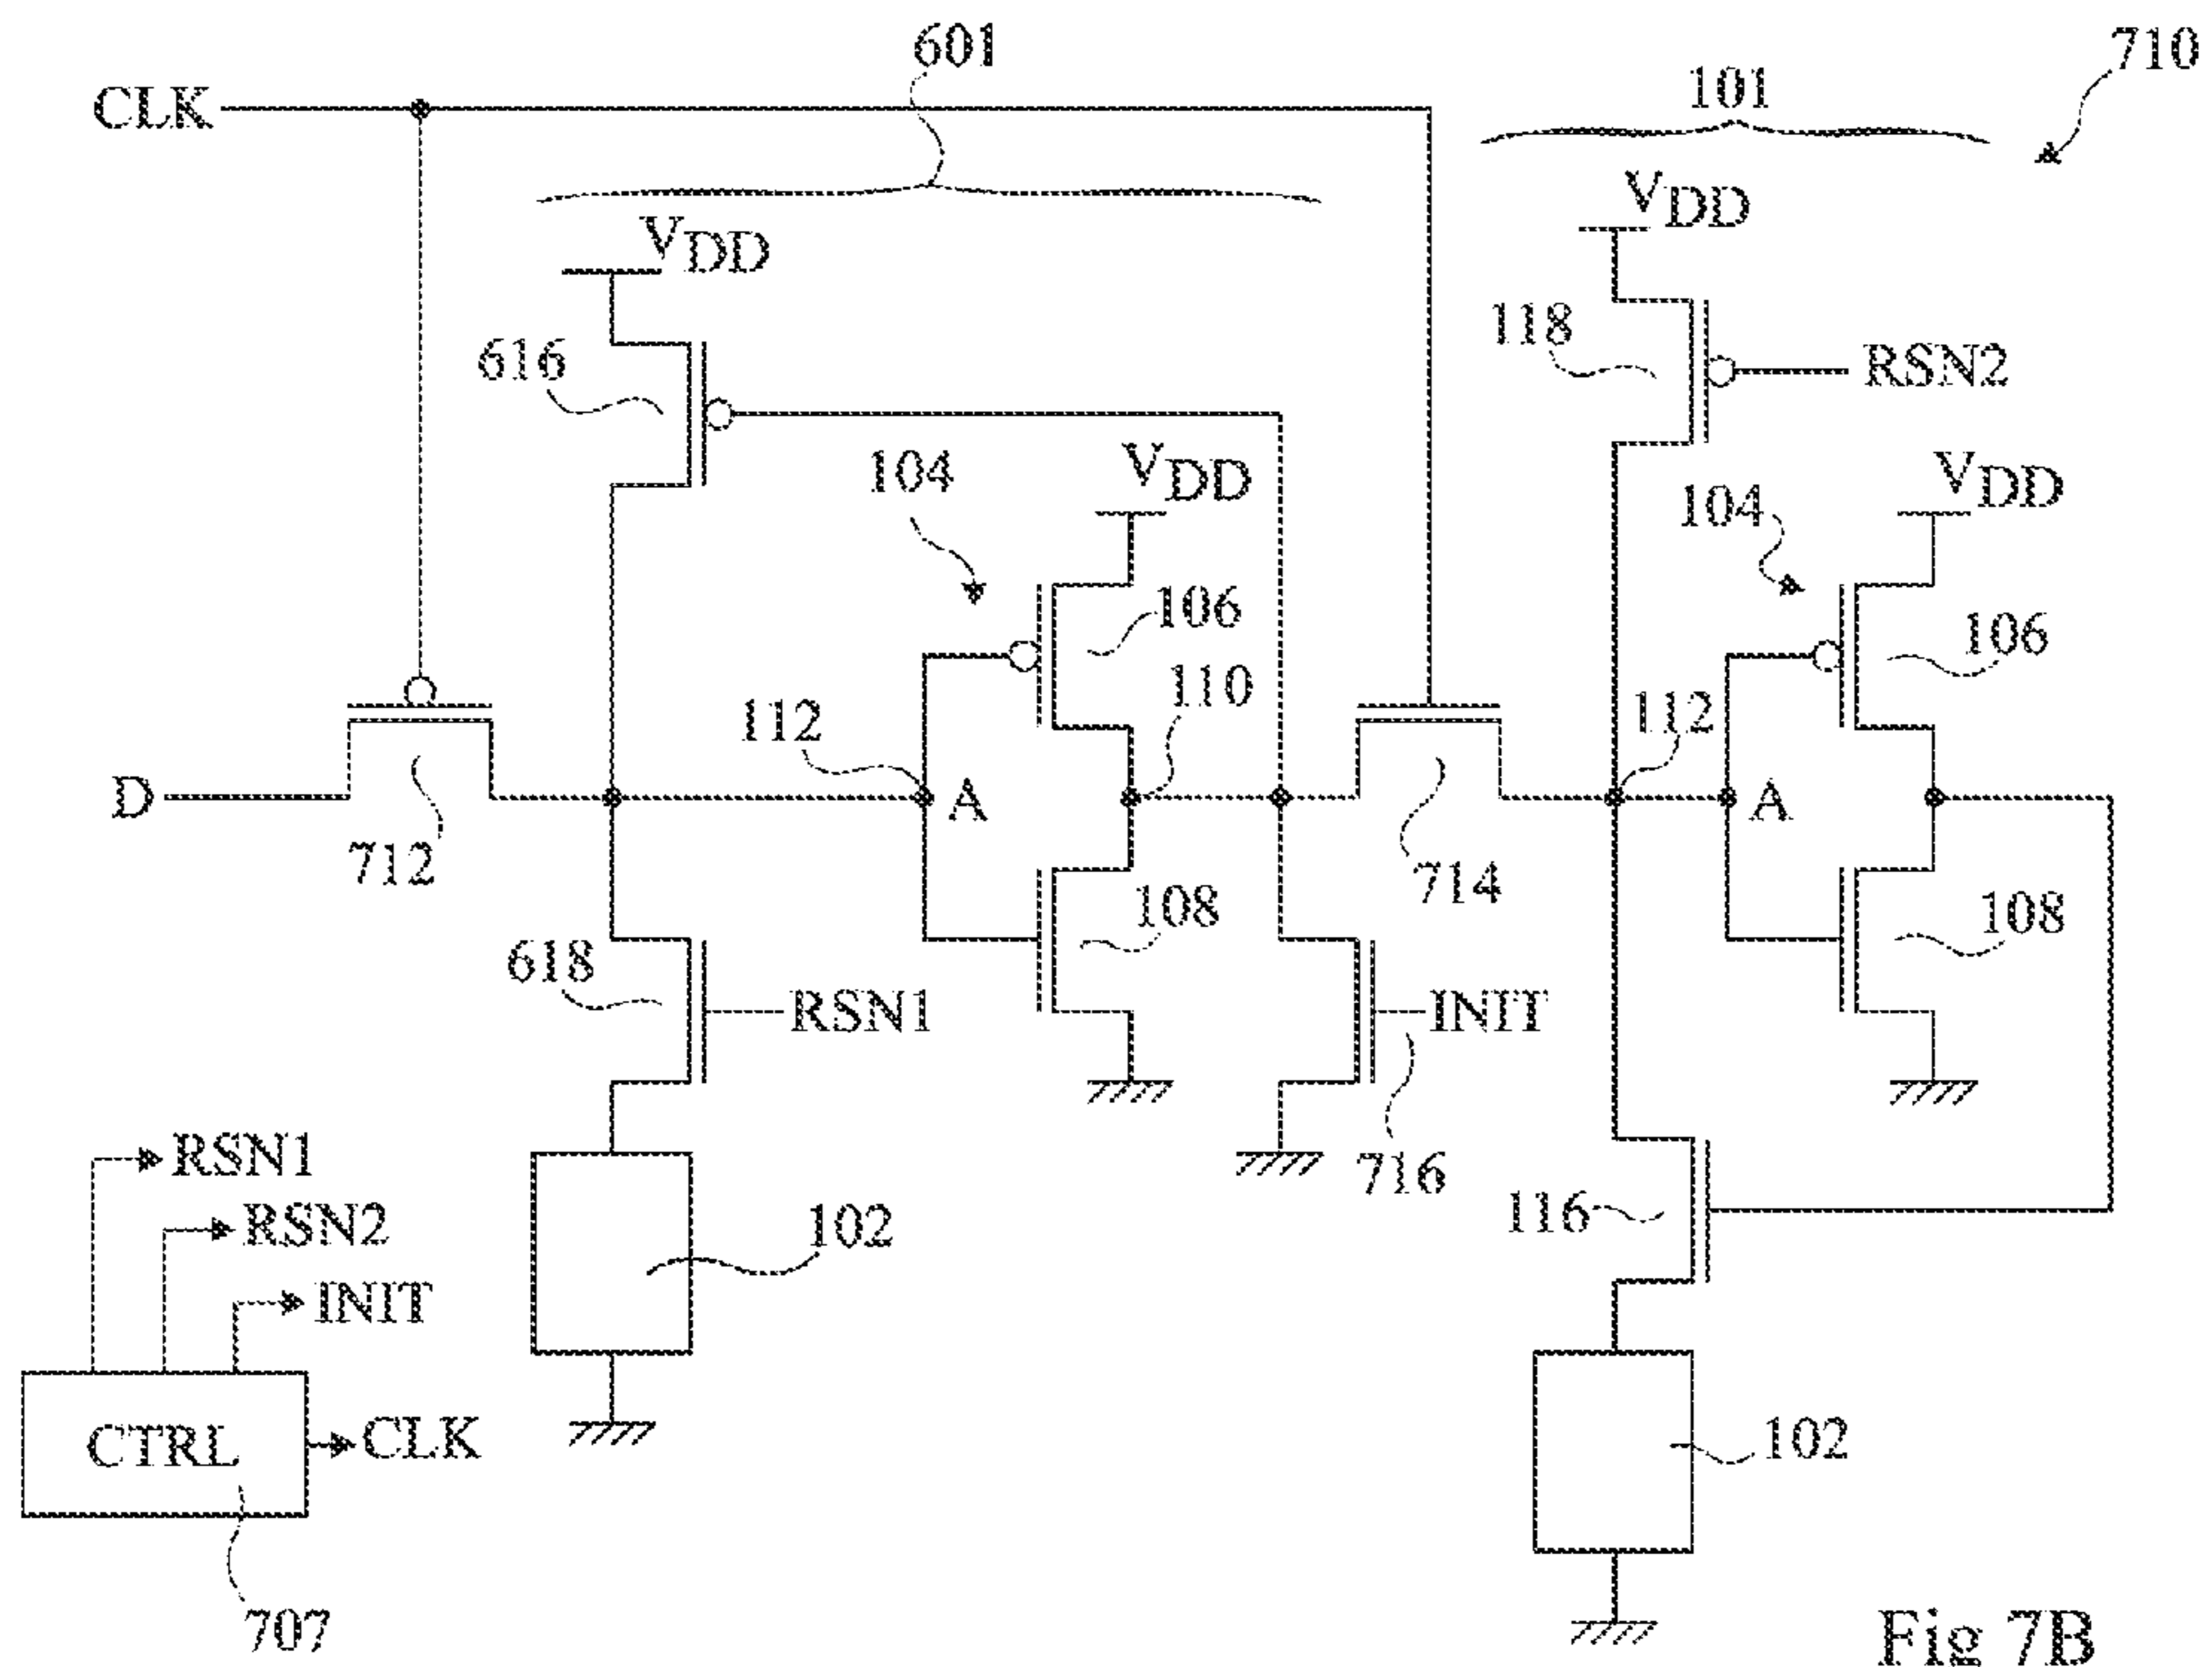 601
710
CLK
101
VDD
VDD
616
118
RSN2
104
VDD
104
VDD
106
106
110
112
112
D
A
A
712
714
108
108
618
RSN1
INIT
RSN1
716
RSN2
102
116
INIT
CTRL
CLK
102
707
Fig 7B